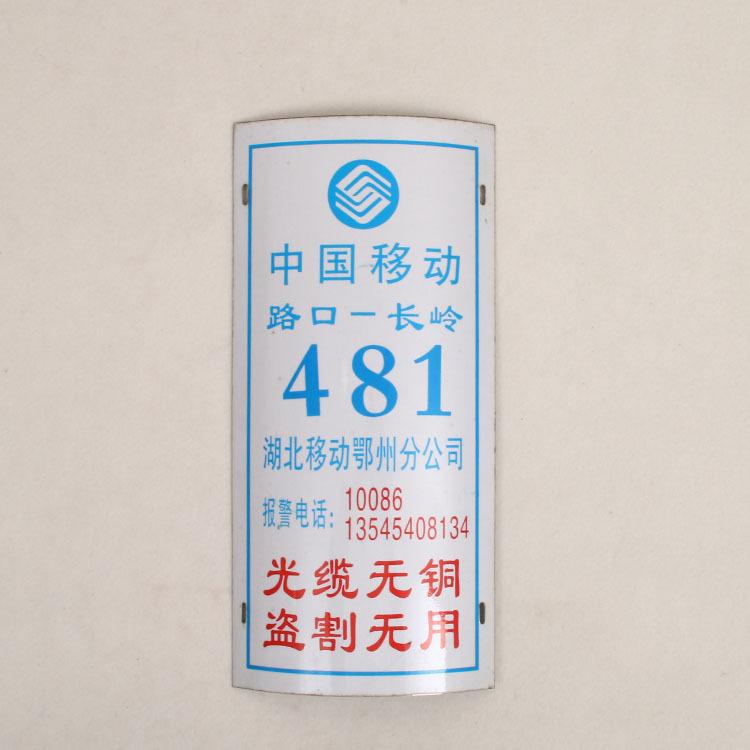 中国移动
路口－长岭
481
湖北移动鄂州分公司
报警电话：10086
13545408134
光缆无铜
盗割无用